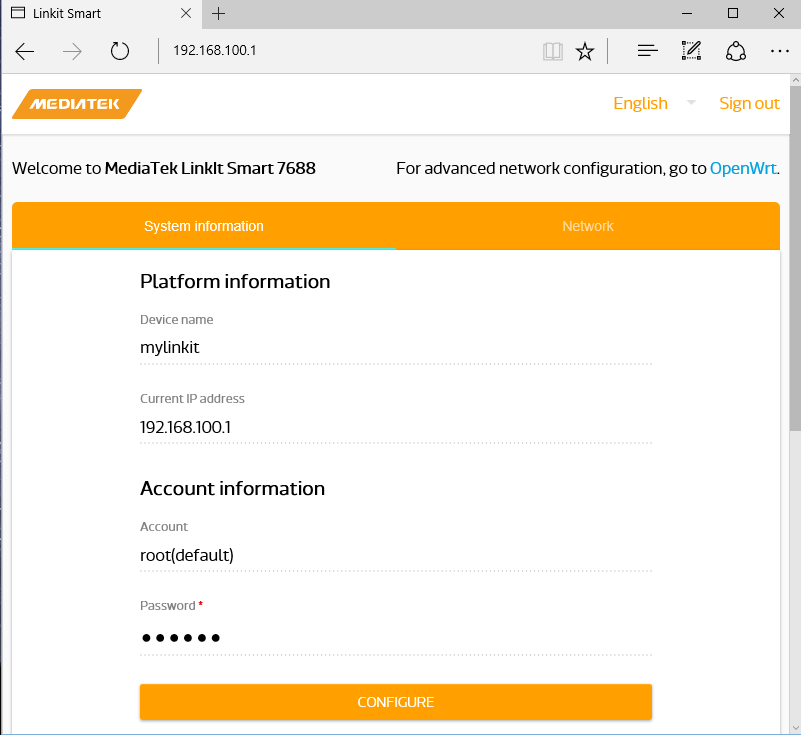 Linkit Smart
192.168.100.1
MEDIATEK
English
Sign out
Welcome to MediaTek LinkIt Smart 7688
For advanced network configuration, go to OpenWrt.
System information
Network
Platform information
Device name
mylinkit
Current IP address
192.168.100.1
Account information
Account
root(default)
Password *
●●●●●●
CONFIGURE